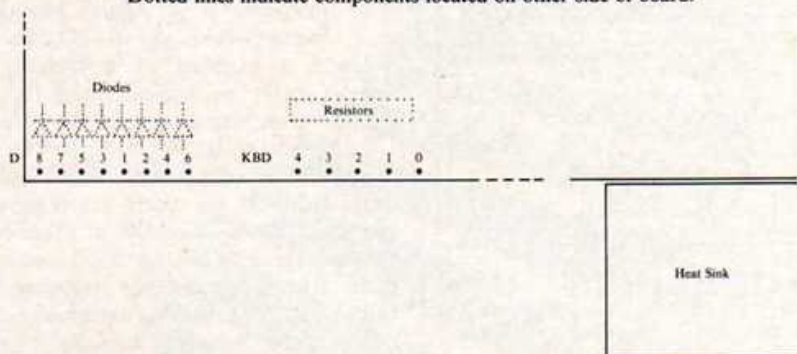 Dotted lines indicate components located on other side of board.
Diodes
Resistors
D 8 7 5 3 1 2 4 6 KBD 4 3 2 1 0
Heat Sink